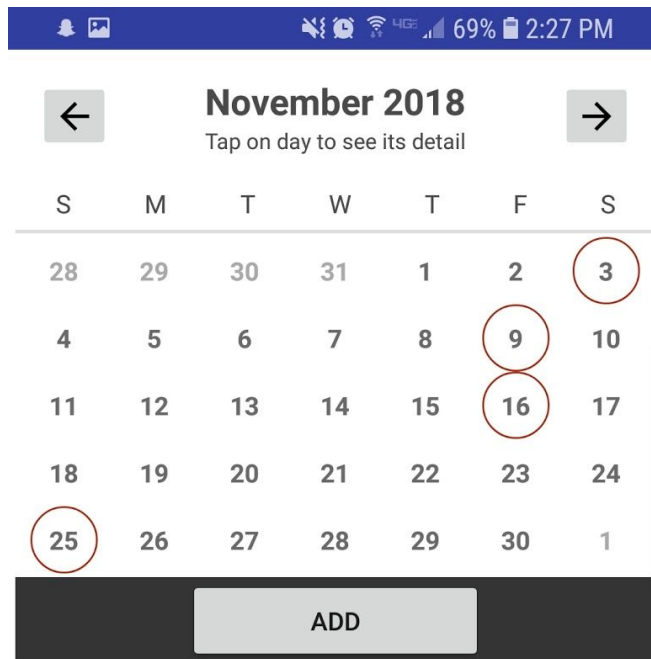 4GE 69% 2:27 PM
November 2018
Tap on day to see its detail
S M T W T F S
28 29 30 31 1 2 3
4 5 6 7 8 9 10
11 12 13 14 15 16 17
18 19 20 21 22 23 24
25 26 27 28 29 30 1
ADD